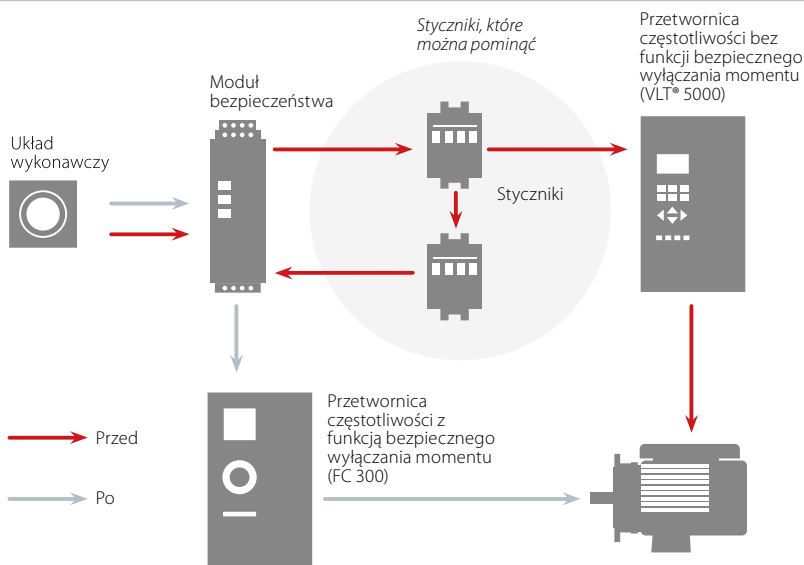 Styczniki, które
można pominąć
Przetwornica
częstotliwości bez
funkcji bezpiecznego
wyłączania momentu
(VLT® 5000)
Moduł
bezpieczeństwa
Układ
wykonawczy
Styczniki
Przetwornica
częstotliwości z
funkcją bezpiecznego
wyłączania momentu
(FC 300)
Przed
Po